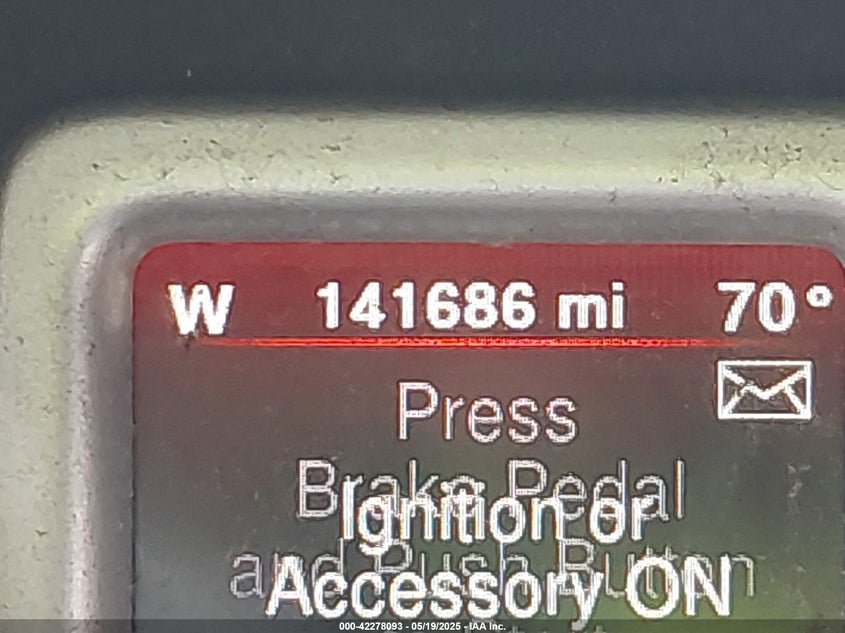 W 141686 mi 70°
Press
Brake Pedal
Ignition or
and Push Button
Accessory ON
000-42278093 - 05/19/2025 - IAA Inc.